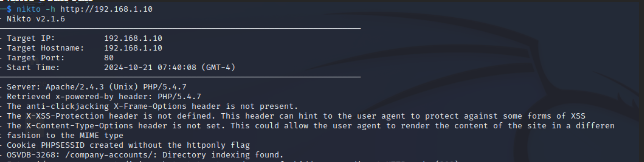 $ nikto -h http://192.168.1.10
- Nikto v2.1.6
- Target IP: 192.168.1.10
- Target Hostname: 192.168.1.10
- Target Port: 80
- Start Time: 2024-10-21 07:40:08 (GMT-4)
- Server: Apache/2.4.3 (Unix) PHP/5.4.7
- Retrieved x-powered-by header: PHP/5.4.7
- The anti-clickjacking X-Frame-Options header is not present.
- The X-XSS-Protection header is not defined. This header can hint to the user agent to protect against some forms of XSS
- The X-Content-Type-Options header is not set. This could allow the user agent to render the content of the site in a different
fashion to the MIME type
- Cookie PHPSESSID created without the httponly flag
- OSVDB-3268: /company-accounts/: Directory indexing found.